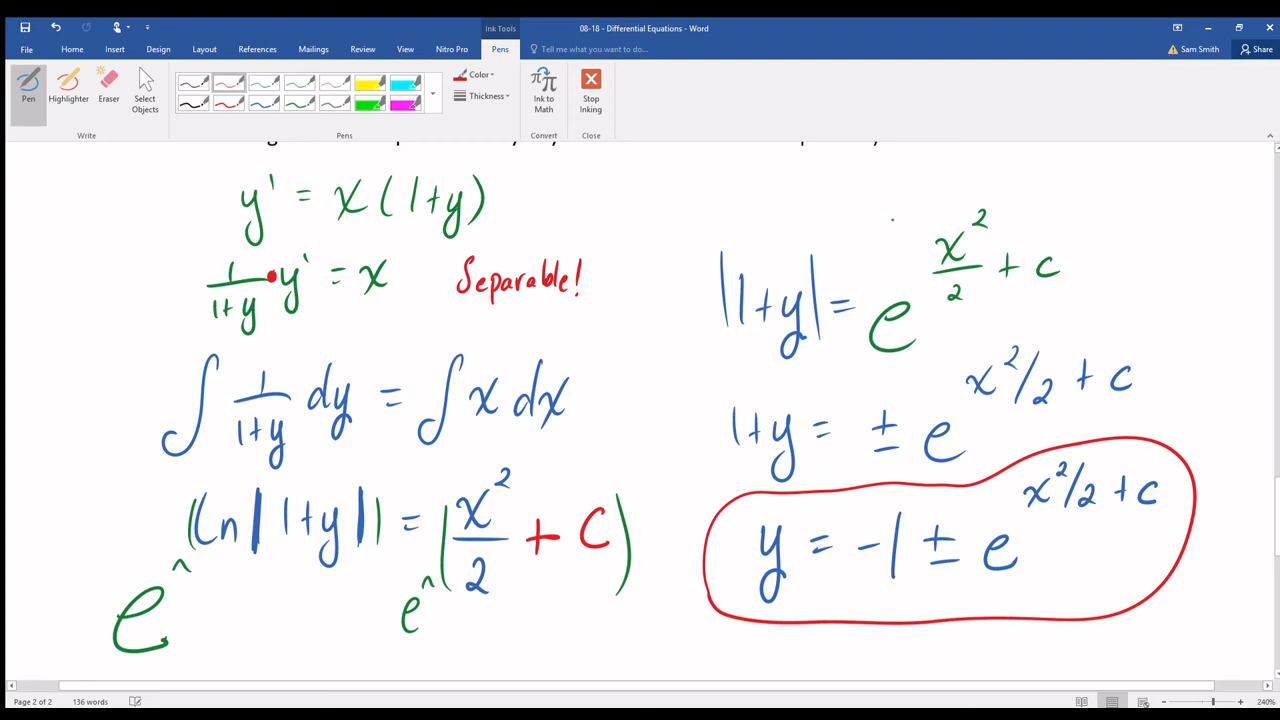 08-18 - Differential Equations - Word
Ink Tools
File Home Insert Design Layout References Mailings Review View Nitro Pro Pens Tell me what you want to do... Sam Smith Share
Pen Highlighter Eraser Select Objects
Color
Thickness
Ink to Math
Stop Inking
Write Pens Convert Close
y' = x(1+y)
1/(1+y) • y' = x Separable!
∫ 1/(1+y) dy = ∫ x dx
e^(ln|1+y|) = e^(x²/2 + C)
|1+y| = e^(x²/2 + c)
1+y = ± e^(x²/2 + c)
y = -1 ± e^(x²/2 + c)
Page 2 of 2 136 words 240%